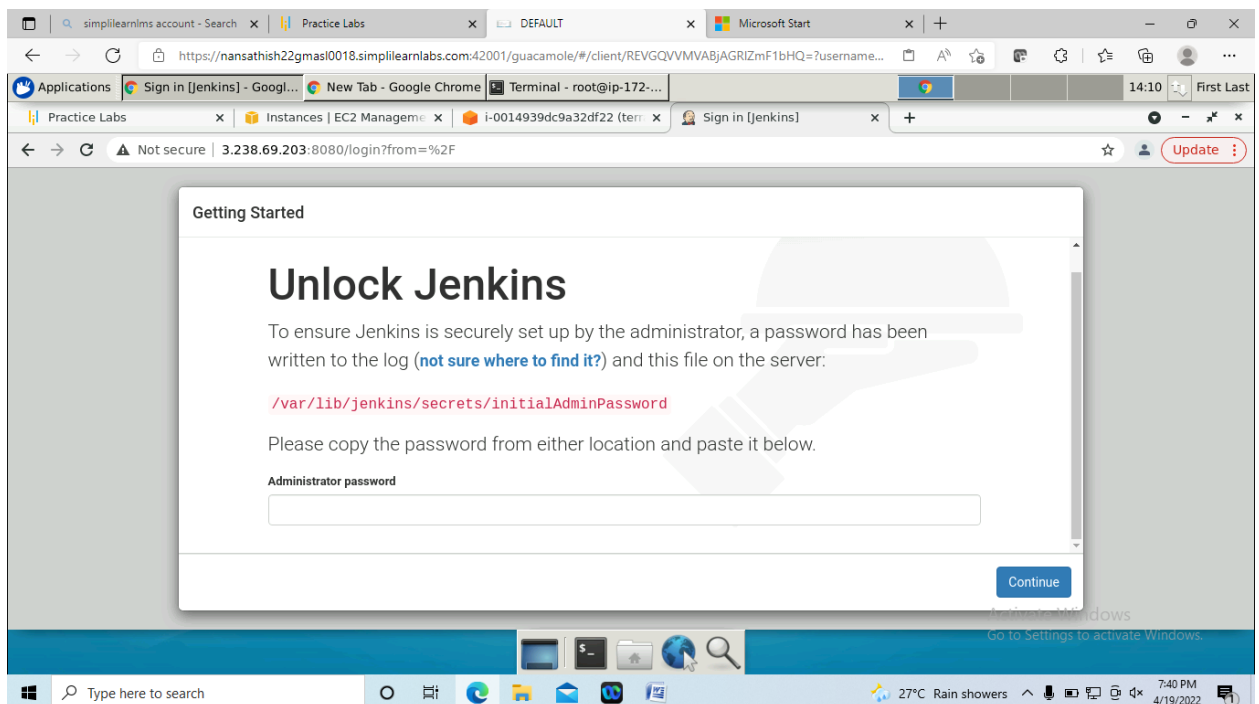 simplilearnlms account - Search
Practice Labs
DEFAULT
Microsoft Start
https://nansathish22gmasl0018.simplilearnlabs.com:42001/guacamole/#/client/REVGQVVMVABjAGRlZmF1bHQ=?username...
Applications
Sign in [Jenkins] - Googl...
New Tab - Google Chrome
Terminal - root@ip-172-...
14:10
First Last
Practice Labs
Instances | EC2 Manageme
i-0014939dc9a32df22 (terr
Sign in [Jenkins]
Not secure
3.238.69.203:8080/login?from=%2F
Update
Getting Started
Unlock Jenkins
To ensure Jenkins is securely set up by the administrator, a password has been
written to the log (not sure where to find it?) and this file on the server:
/var/lib/jenkins/secrets/initialAdminPassword
Please copy the password from either location and paste it below.
Administrator password
Continue
Activate Windows
Go to Settings to activate Windows.
Type here to search
27°C Rain showers
7:40 PM
4/19/2022